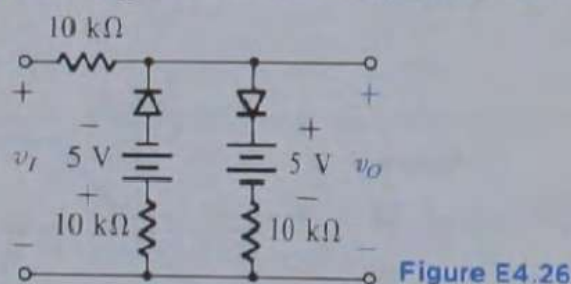 10 kΩ
+ − + +
v_I 5 V 5 V v_O
+ −
10 kΩ 10 kΩ
− −
Figure E4.26